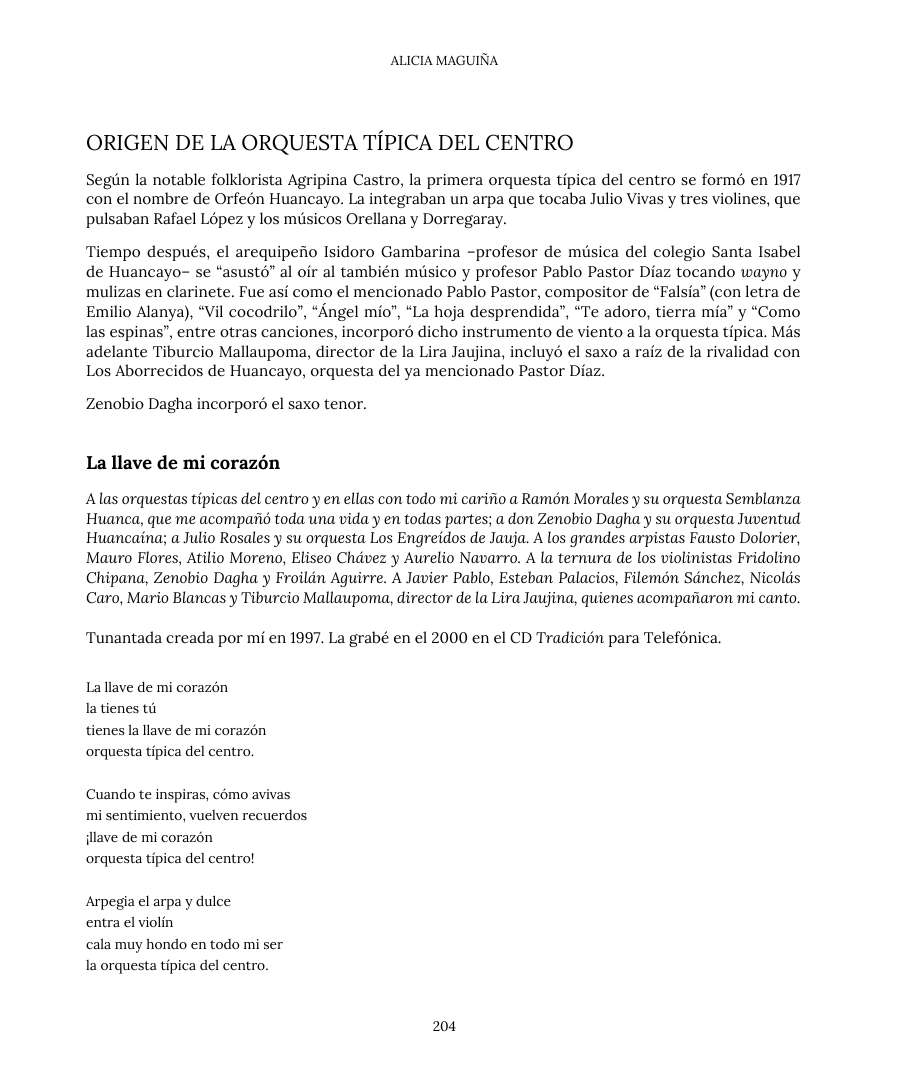 ALICIA MAGUIÑA
ORIGEN DE LA ORQUESTA TÍPICA DEL CENTRO
Según la notable folklorista Agripina Castro, la primera orquesta típica del centro se formó en 1917
con el nombre de Orfeón Huancayo. La integraban un arpa que tocaba Julio Vivas y tres violines, que
pulsaban Rafael López y los músicos Orellana y Dorregaray.
Tiempo después, el arequipeño Isidoro Gambarina –profesor de música del colegio Santa Isabel
de Huancayo– se “asustó” al oír al también músico y profesor Pablo Pastor Díaz tocando wayno y
mulizas en clarinete. Fue así como el mencionado Pablo Pastor, compositor de “Falsía” (con letra de
Emilio Alanya), “Vil cocodrilo”, “Ángel mío”, “La hoja desprendida”, “Te adoro, tierra mía” y “Como
las espinas”, entre otras canciones, incorporó dicho instrumento de viento a la orquesta típica. Más
adelante Tiburcio Mallaupoma, director de la Lira Jaujina, incluyó el saxo a raíz de la rivalidad con
Los Aborrecidos de Huancayo, orquesta del ya mencionado Pastor Díaz.
Zenobio Dagha incorporó el saxo tenor.
La llave de mi corazón
A las orquestas típicas del centro y en ellas con todo mi cariño a Ramón Morales y su orquesta Semblanza
Huanca, que me acompañó toda una vida y en todas partes; a don Zenobio Dagha y su orquesta Juventud
Huancaína; a Julio Rosales y su orquesta Los Engreídos de Jauja. A los grandes arpistas Fausto Dolorier,
Mauro Flores, Atilio Moreno, Eliseo Chávez y Aurelio Navarro. A la ternura de los violinistas Fridolino
Chipana, Zenobio Dagha y Froilán Aguirre. A Javier Pablo, Esteban Palacios, Filemón Sánchez, Nicolás
Caro, Mario Blancas y Tiburcio Mallaupoma, director de la Lira Jaujina, quienes acompañaron mi canto.
Tunantada creada por mí en 1997. La grabé en el 2000 en el CD Tradición para Telefónica.
La llave de mi corazón
la tienes tú
tienes la llave de mi corazón
orquesta típica del centro.
Cuando te inspiras, cómo avivas
mi sentimiento, vuelven recuerdos
¡llave de mi corazón
orquesta típica del centro!
Arpegia el arpa y dulce
entra el violín
cala muy hondo en todo mi ser
la orquesta típica del centro.
204